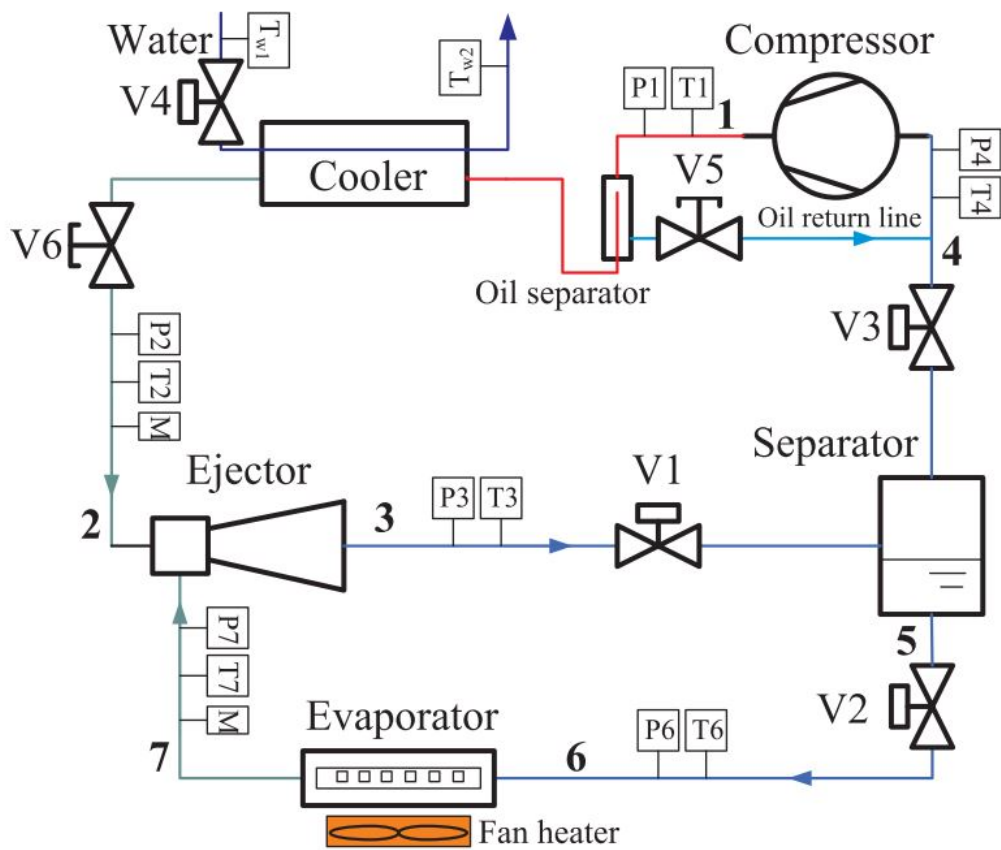 Water
Tw1
Tw2
Compressor
V4
P1
T1
1
P4
T4
Cooler
V5
Oil return line
4
V6
Oil separator
V3
P2
T2
M
Separator
Ejector
V1
2
3
P3
T3
P7
T7
M
5
V2
Evaporator
7
6
P6
T6
Fan heater